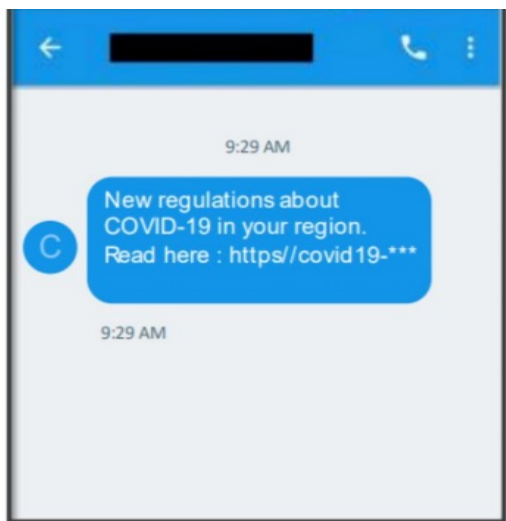 9:29 AM
New regulations about
COVID-19 in your region.
C
Read here : https//covid19-***
9:29 AM